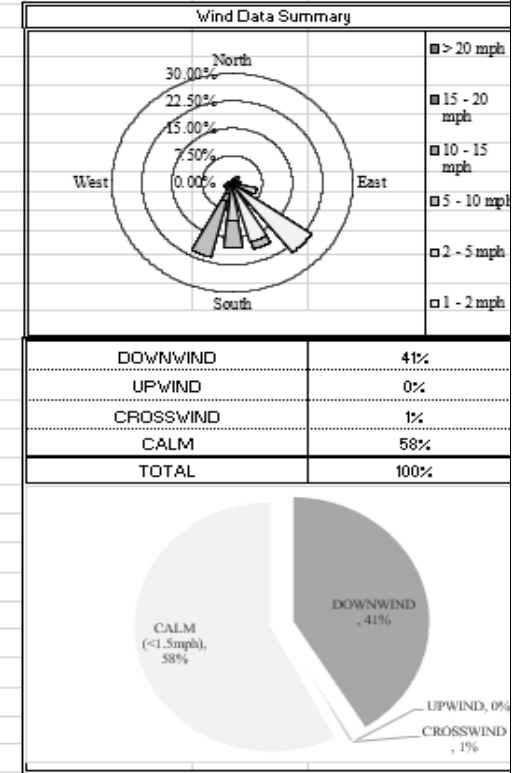 Wind Data Summary
North
30.00%
22.50%
15.00%
7.50%
0.00%
West
East
South
> 20 mph
15 - 20
mph
10 - 15
mph
5 - 10 mph
2 - 5 mph
1 - 2 mph
DOWNWIND 41%
UPWIND 0%
CROSSWIND 1%
CALM 58%
TOTAL 100%
DOWNWIND
, 41%
CALM
(<1.5mph),
58%
UPWIND, 0%
CROSSWIND
, 1%